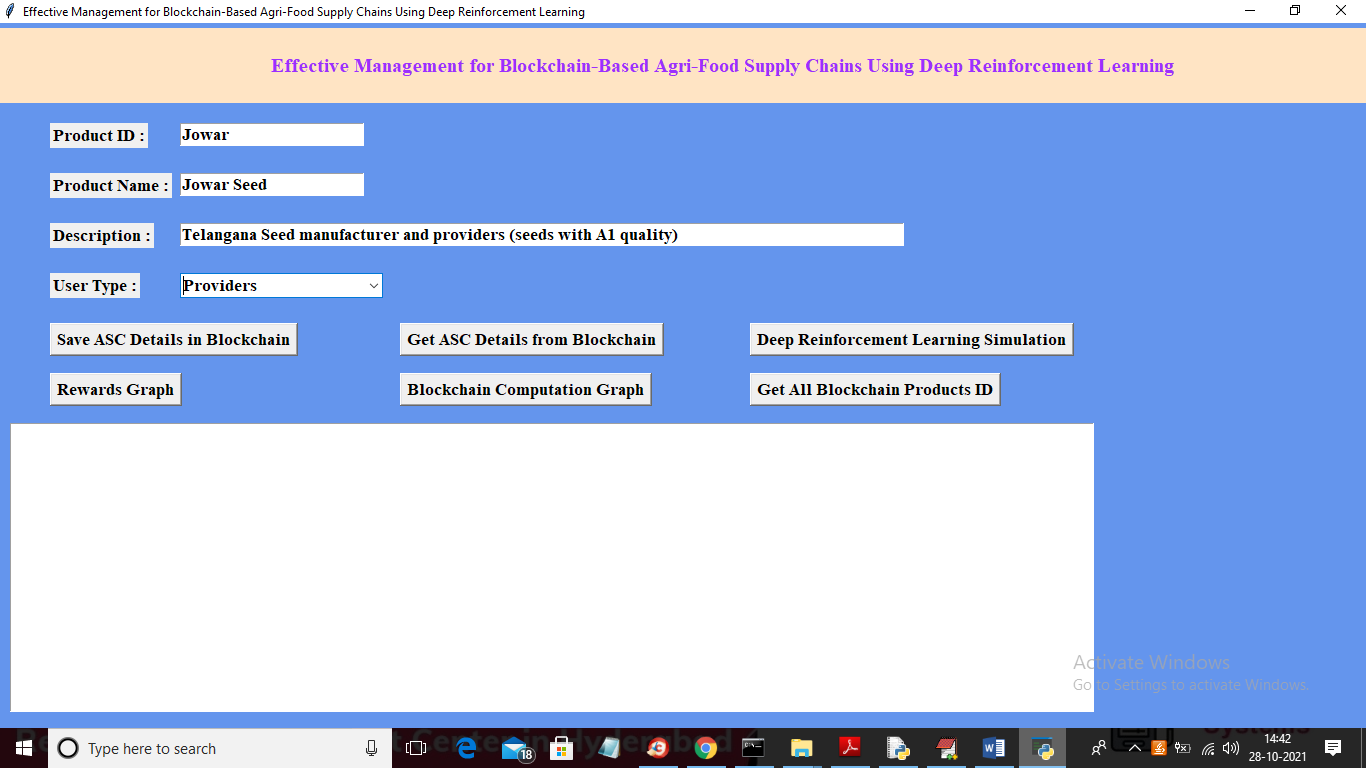 Effective Management for Blockchain-Based Agri-Food Supply Chains Using Deep Reinforcement Learning
Effective Management for Blockchain-Based Agri-Food Supply Chains Using Deep Reinforcement Learning
Product ID : Jowar
Product Name : Jowar Seed
Description : Telangana Seed manufacturer and providers (seeds with A1 quality)
User Type : Providers
Save ASC Details in Blockchain Get ASC Details from Blockchain Deep Reinforcement Learning Simulation
Rewards Graph Blockchain Computation Graph Get All Blockchain Products ID
Activate Windows
Go to Settings to activate Windows.
Type here to search
18
14:42
28-10-2021